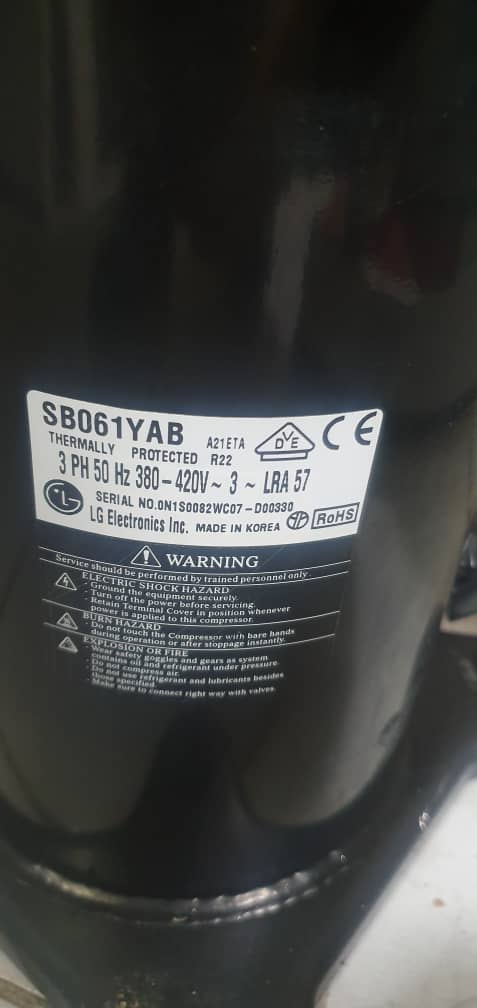 SB061YAB A21ETA DVE CE
THERMALLY PROTECTED R22
3 PH 50 Hz 380-420V~ 3 ~ LRA 57
SERIAL NO.0N1S0082WC07-D00330
LG LG Electronics Inc. MADE IN KOREA RoHS
WARNING
Service should be performed by trained personnel only.
ELECTRIC SHOCK HAZARD
- Ground the equipment securely.
- Turn off the power before servicing.
- Retain Terminal Cover in position whenever
power is applied to this compressor.
BURN HAZARD
- Do not touch the Compressor with bare hands
during operation or after stoppage instantly.
EXPLOSION OR FIRE
- Wear safety goggles and gears as system
contains oil and refrigerant under pressure.
- Do not compress air.
- Do not use refrigerant and lubricants besides
those specified.
- Make sure to connect right way with valves.